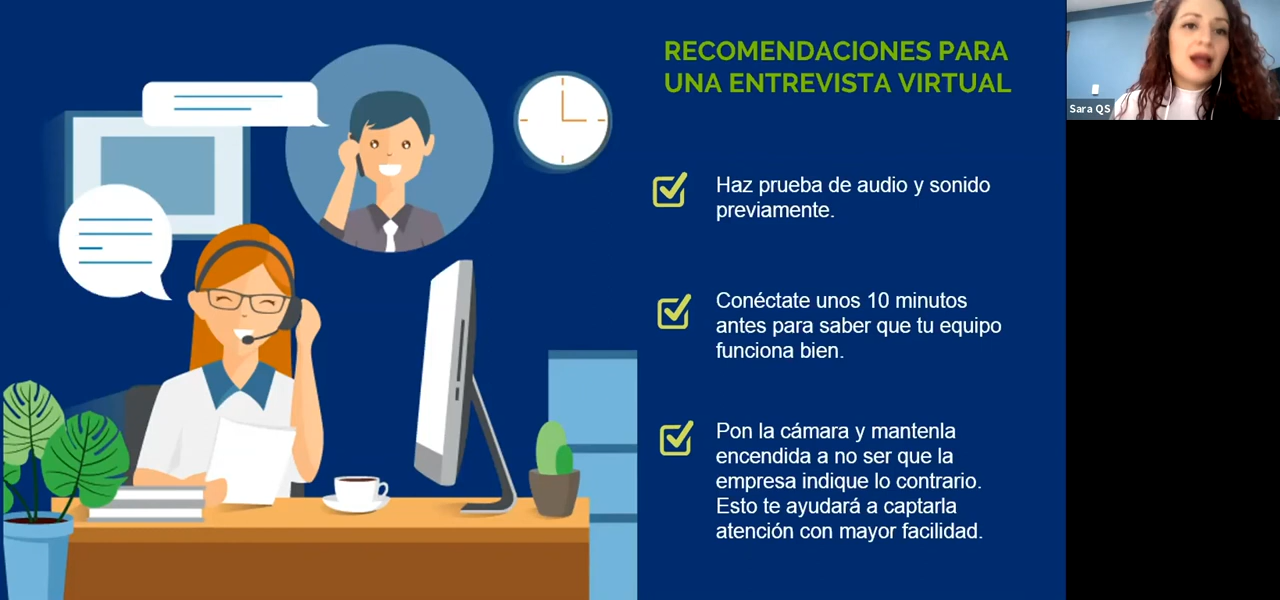 RECOMENDACIONES PARA
UNA ENTREVISTA VIRTUAL
Haz prueba de audio y sonido
previamente.
Conéctate unos 10 minutos
antes para saber que tu equipo
funciona bien.
Pon la cámara y mantenla
encendida a no ser que la
empresa indique lo contrario.
Esto te ayudará a captarla
atención con mayor facilidad.
Sara QS